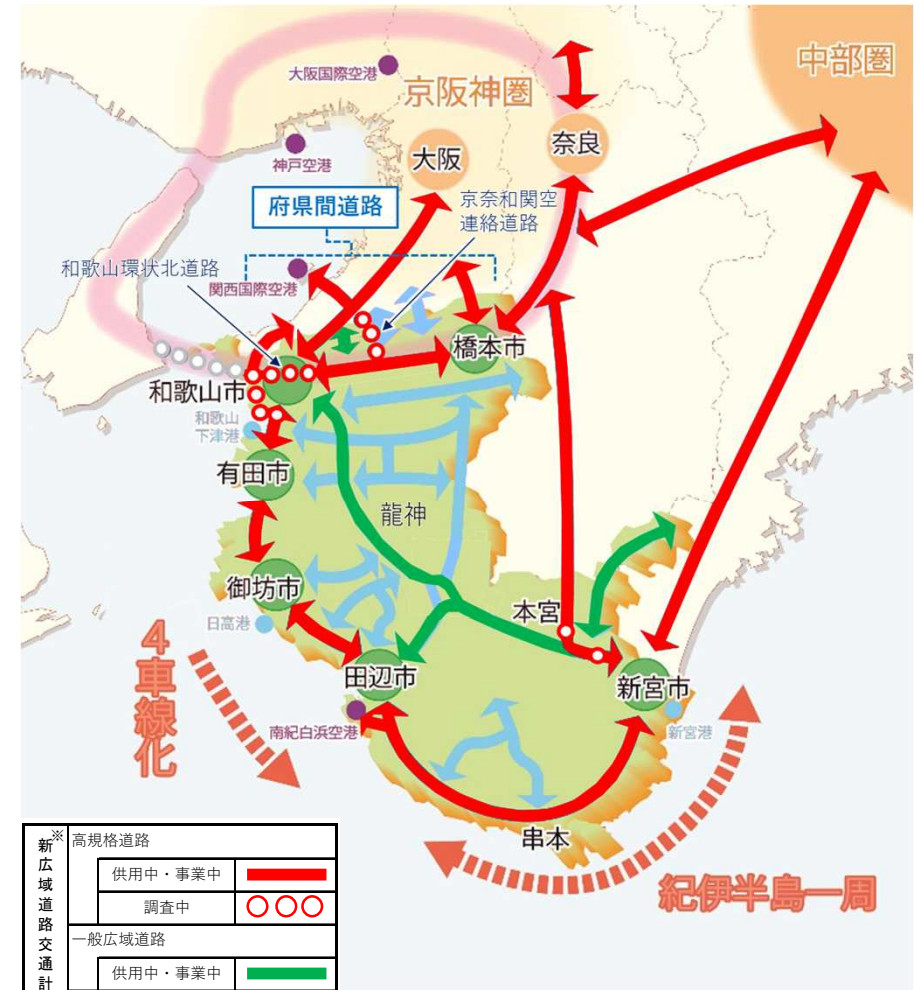 中部圏
大阪国際空港
京阪神圏
神戸空港
大阪
奈良
府県間道路
京奈和関空
連絡道路
和歌山環状北道路
関西国際空港
橋本市
和歌山市
和歌山
下津港
有田市
龍神
御坊市
日高港
本宮
4車線化
田辺市
新宮市
南紀白浜空港
新宮港
串本
紀伊半島一周
新広域道路交通計
※
高規格道路
供用中・事業中
調査中
一般広域道路
供用中・事業中